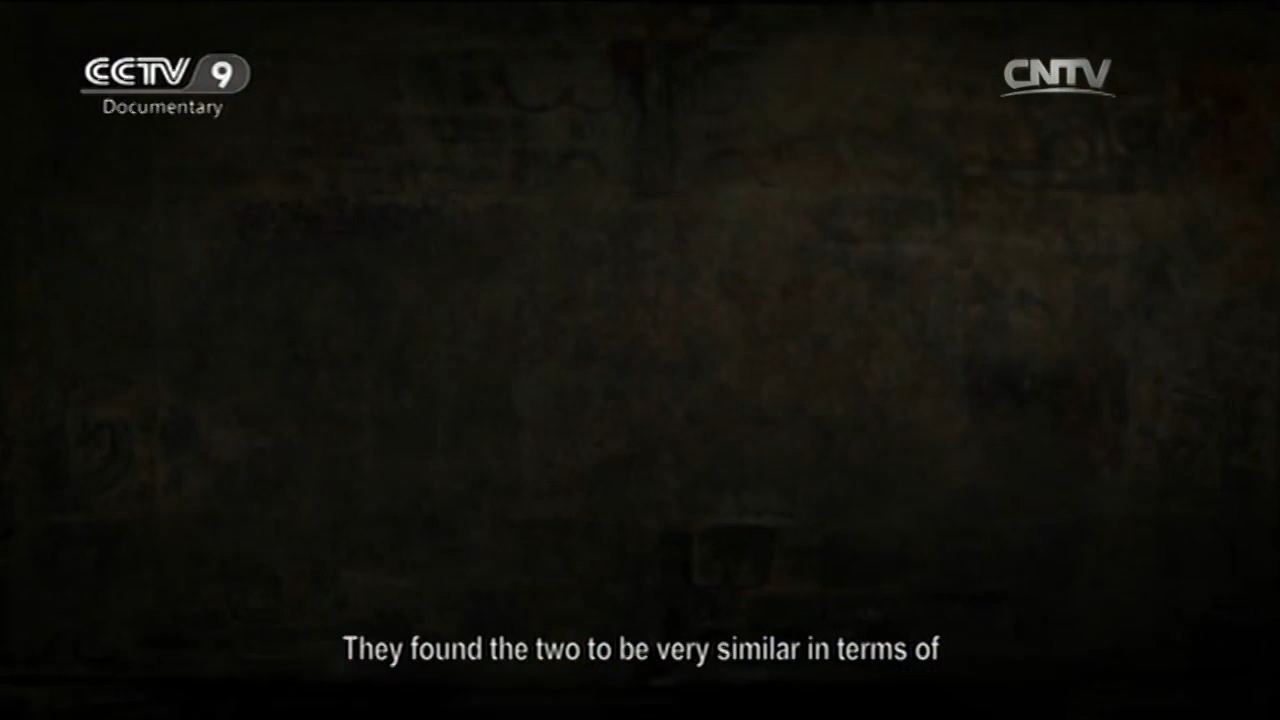 CCTV 9
CNTV
Documentary
They found the two to be very similar in terms of